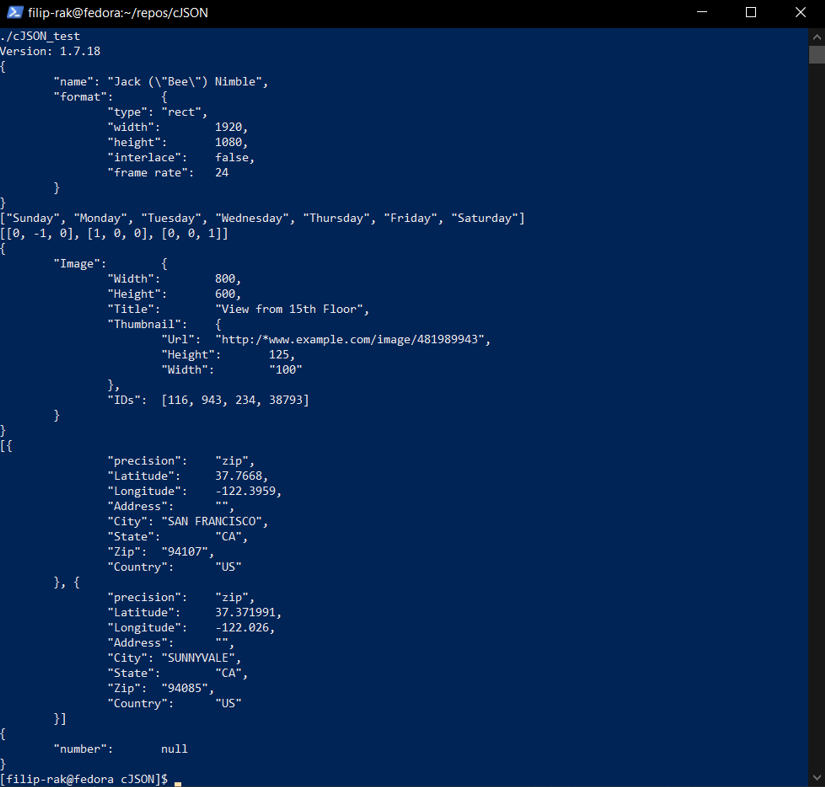 filip-rak@fedora:~/repos/cJSON
./cJSON_test
Version: 1.7.18
{
        "name": "Jack (\"Bee\") Nimble",
        "format":       {
                "type": "rect",
                "width":        1920,
                "height":       1080,
                "interlace":    false,
                "frame rate":   24
        }
}
["Sunday", "Monday", "Tuesday", "Wednesday", "Thursday", "Friday", "Saturday"]
[[0, -1, 0], [1, 0, 0], [0, 0, 1]]
{
        "Image":        {
                "Width":        800,
                "Height":       600,
                "Title":        "View from 15th Floor",
                "Thumbnail":    {
                        "Url":  "http:/*www.example.com/image/481989943",
                        "Height":       125,
                        "Width":        "100"
                },
                "IDs":  [116, 943, 234, 38793]
        }
}
[{
                "precision":    "zip",
                "Latitude":     37.7668,
                "Longitude":    -122.3959,
                "Address":      "",
                "City": "SAN FRANCISCO",
                "State":        "CA",
                "Zip":  "94107",
                "Country":      "US"
        }, {
                "precision":    "zip",
                "Latitude":     37.371991,
                "Longitude":    -122.026,
                "Address":      "",
                "City": "SUNNYVALE",
                "State":        "CA",
                "Zip":  "94085",
                "Country":      "US"
        }]
{
        "number":       null
}
[filip-rak@fedora cJSON]$